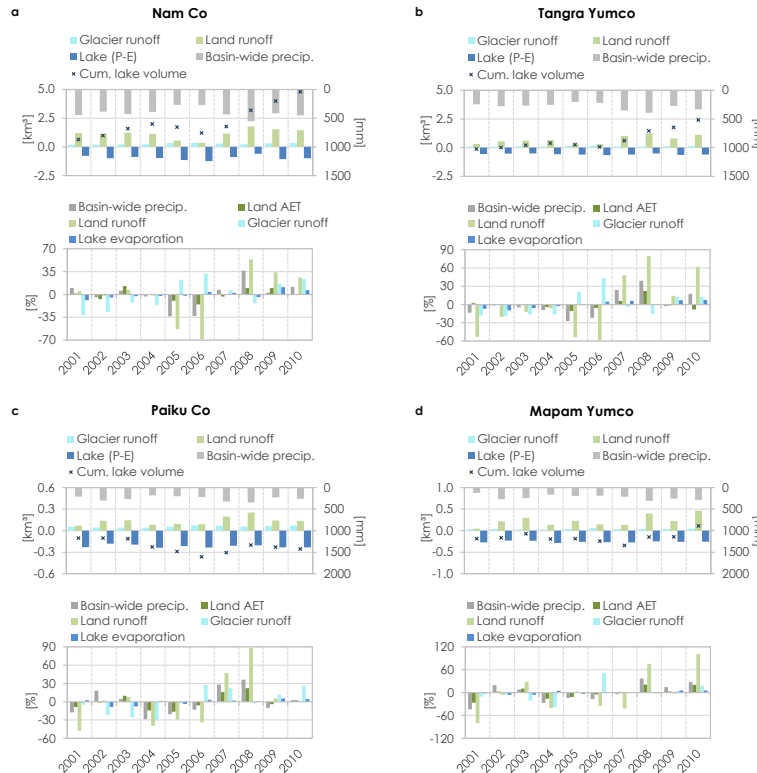 a Nam Co
Glacier runoff Land runoff
Lake (P-E) Basin-wide precip.
Cum. lake volume
5.0 0
2.5 500
0.0 1000
-2.5 1500
[km³] [mm]
Basin-wide precip. Land AET
Land runoff Glacier runoff
Lake evaporation
70
35
0
-35
-70
[%]
2001 2002 2003 2004 2005 2006 2007 2008 2009 2010
b Tangra Yumco
Glacier runoff Land runoff
Lake (P-E) Basin-wide precip.
Cum. lake volume
5.0 0
2.5 500
0.0 1000
-2.5 1500
[km³] [mm]
Basin-wide precip. Land AET
Land runoff Glacier runoff
Lake evaporation
90
60
30
0
-30
-60
[%]
2001 2002 2003 2004 2005 2006 2007 2008 2009 2010
c Paiku Co
Glacier runoff Land runoff
Lake (P-E) Basin-wide precip.
Cum. lake volume
0.6 0
0.3 500
0.0 1000
-0.3 1500
-0.6 2000
[km³] [mm]
Basin-wide precip. Land AET
Land runoff Glacier runoff
Lake evaporation
90
60
30
0
-30
-60
[%]
2001 2002 2003 2004 2005 2006 2007 2008 2009 2010
d Mapam Yumco
Glacier runoff Land runoff
Lake (P-E) Basin-wide precip.
Cum. lake volume
1.0 0
0.5 500
0.0 1000
-0.5 1500
-1.0 2000
[km³] [mm]
Basin-wide precip. Land AET
Land runoff Glacier runoff
Lake evaporation
120
60
0
-60
-120
[%]
2001 2002 2003 2004 2005 2006 2007 2008 2009 2010